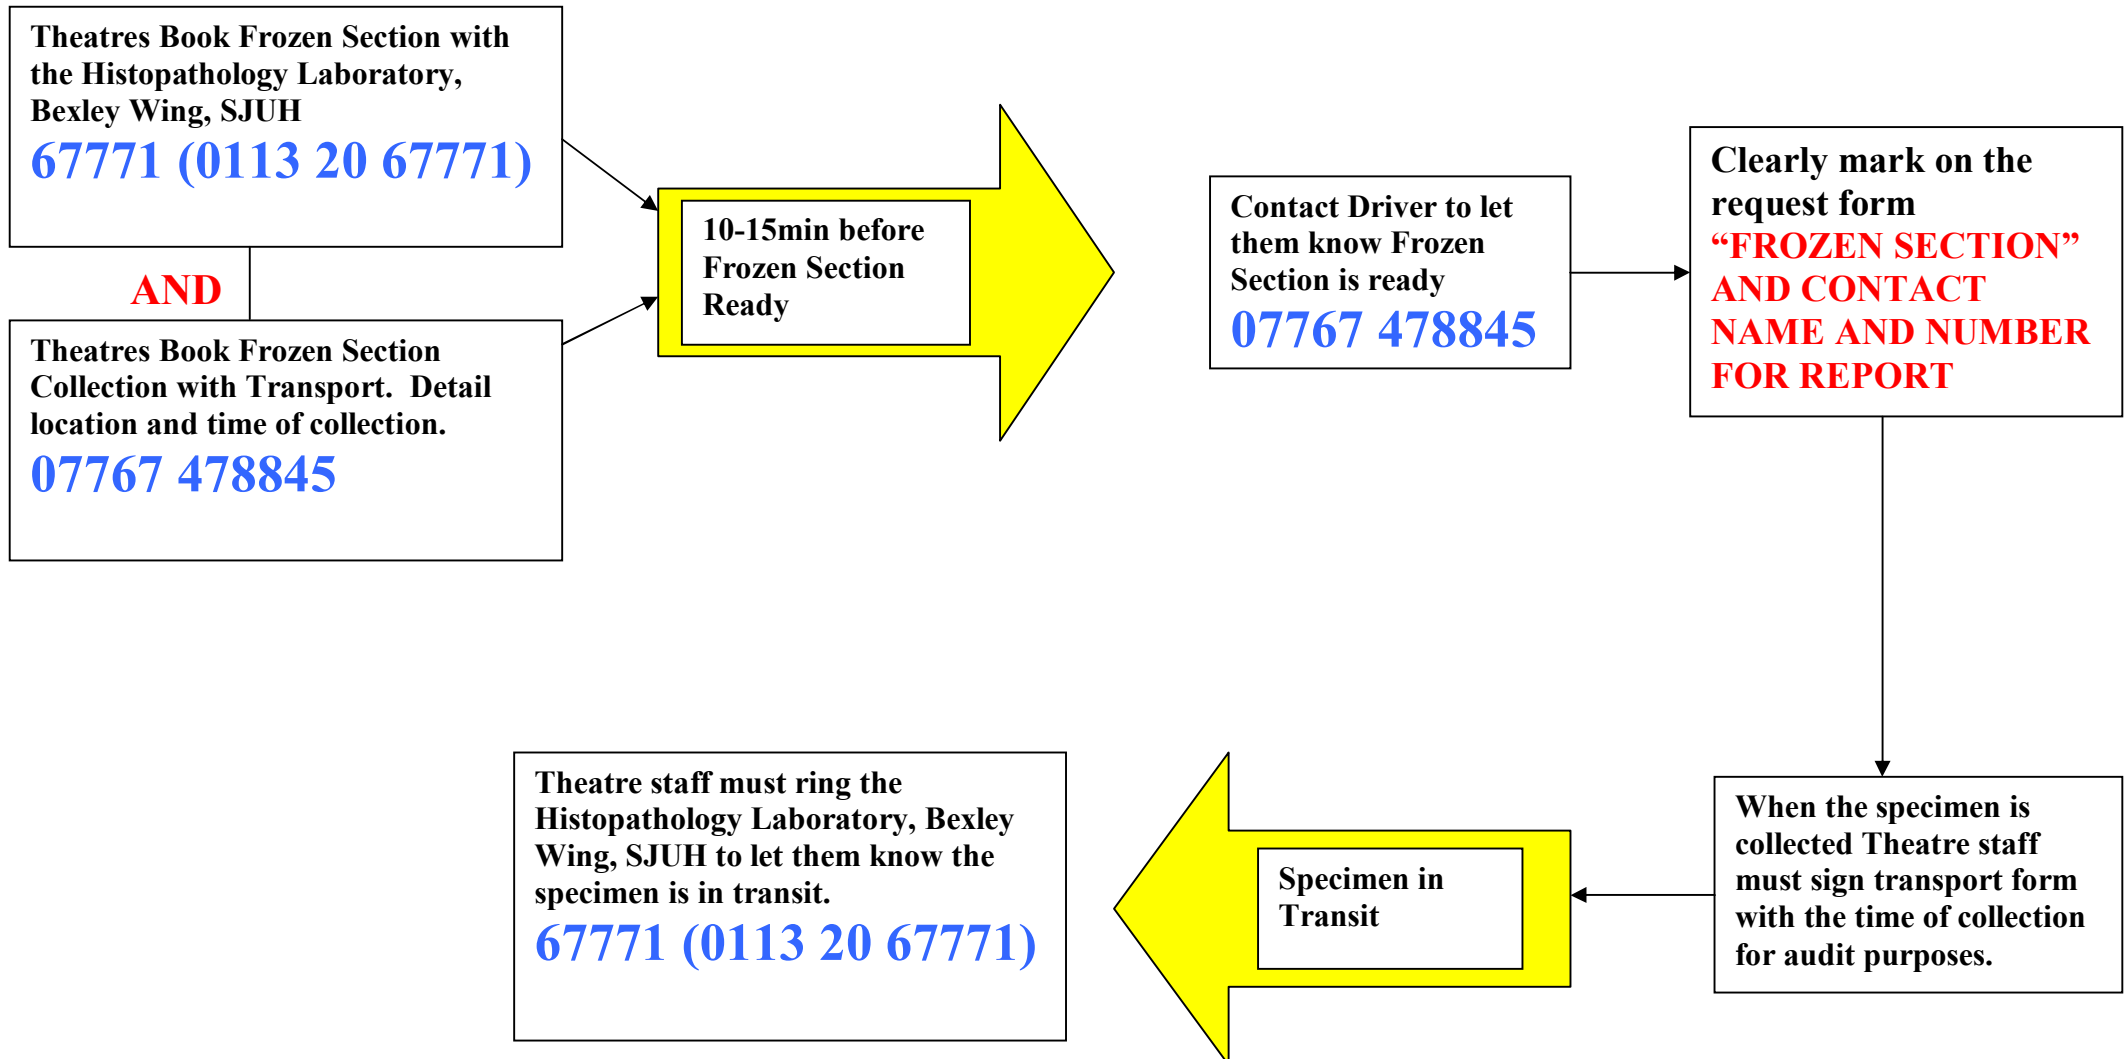 Theatres Book Frozen Section with
the Histopathology Laboratory,
Bexley Wing, SJUH
67771 (0113 20 67771)
AND
Theatres Book Frozen Section
Collection with Transport.  Detail
location and time of collection.
07767 478845
10-15min before
Frozen Section
Ready
Contact Driver to let
them know Frozen
Section is ready
07767 478845
Clearly mark on the
request form
“FROZEN SECTION”
AND CONTACT
NAME AND NUMBER
FOR REPORT
When the specimen is
collected Theatre staff
must sign transport form
with the time of collection
for audit purposes.
Specimen in
Transit
Theatre staff must ring the
Histopathology Laboratory, Bexley
Wing, SJUH to let them know the
specimen is in transit.
67771 (0113 20 67771)